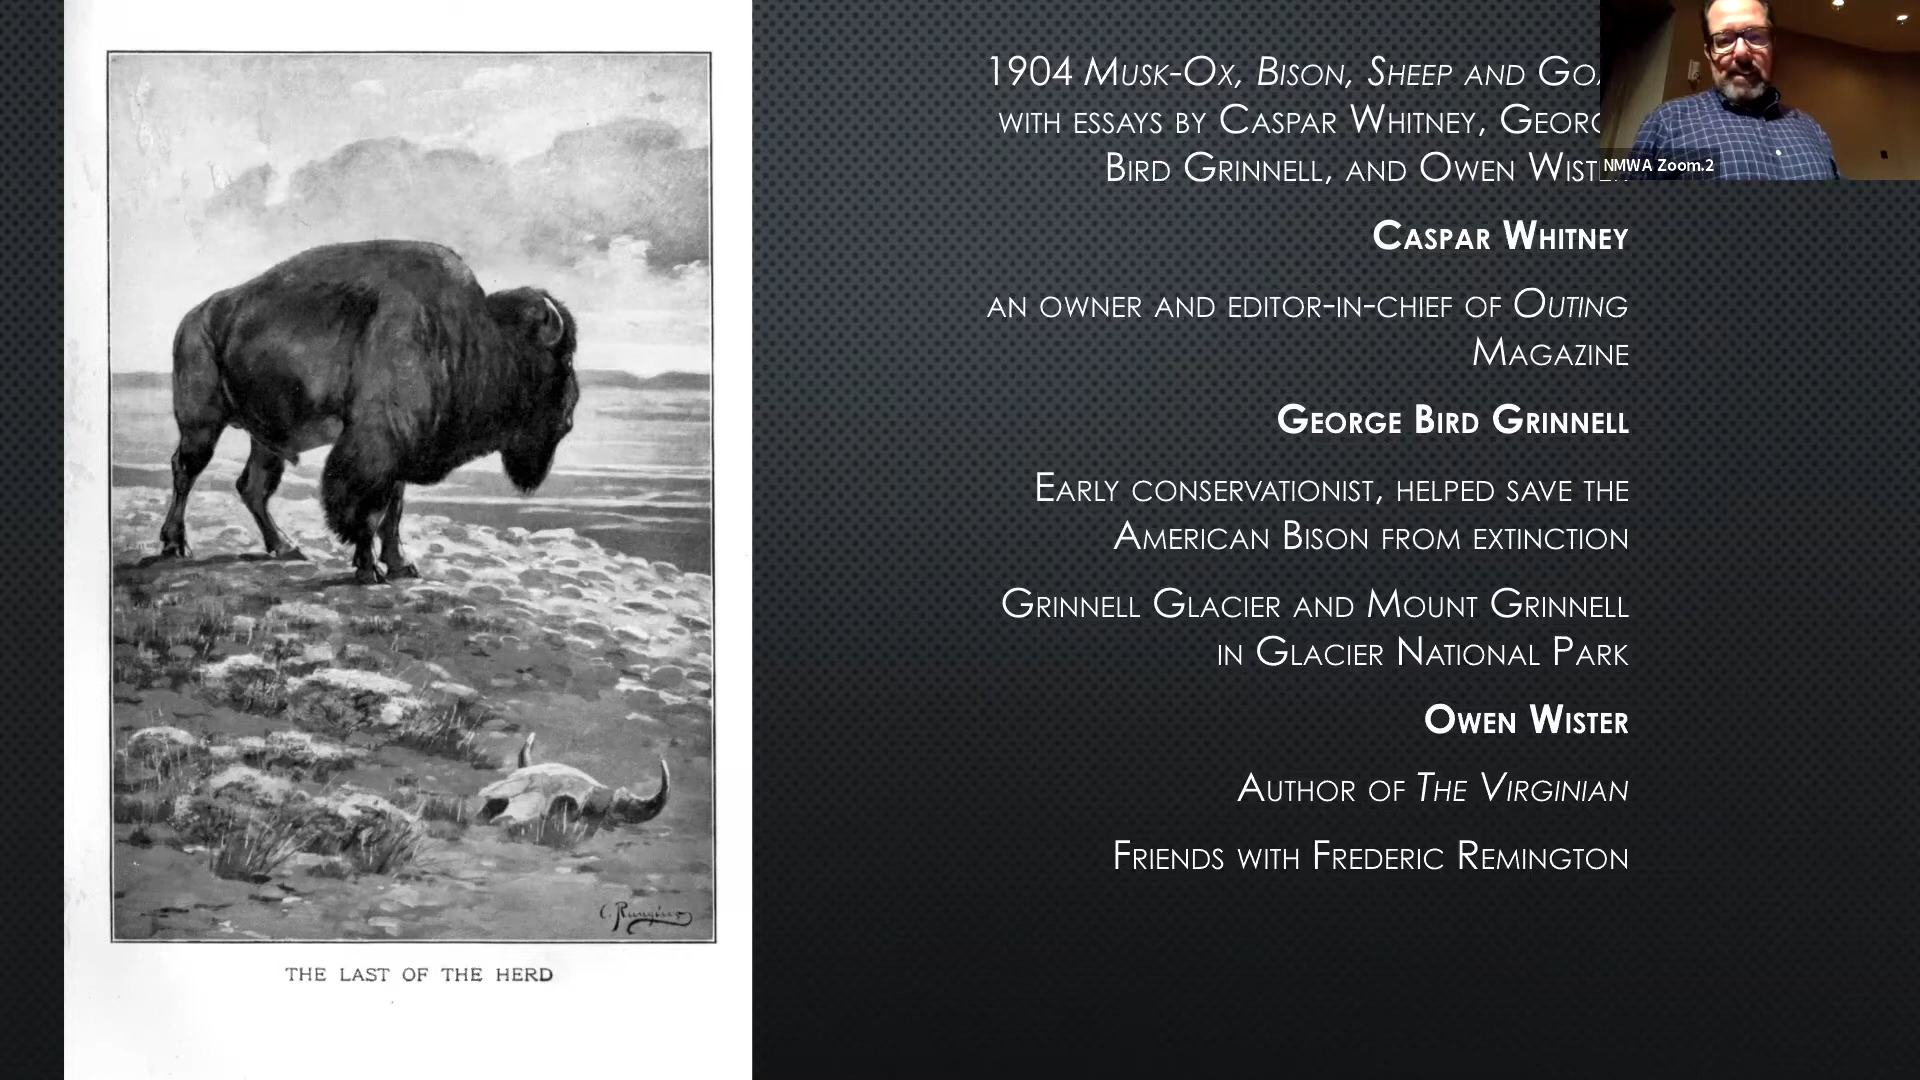 1904 Musk-Ox, Bison, Sheep and
with essays by Caspar Whitney,
Bird Grinnell, and Owen
NMWA Zoom.2
Caspar Whitney
an owner and editor-in-chief of Outing
Magazine
George Bird Grinnell
Early conservationist, helped save the
American Bison from extinction
Grinnell Glacier and Mount Grinnell
in Glacier National Park
Owen Wister
Author of The Virginian
Friends with Frederic Remington
C. Rungius
THE LAST OF THE HERD